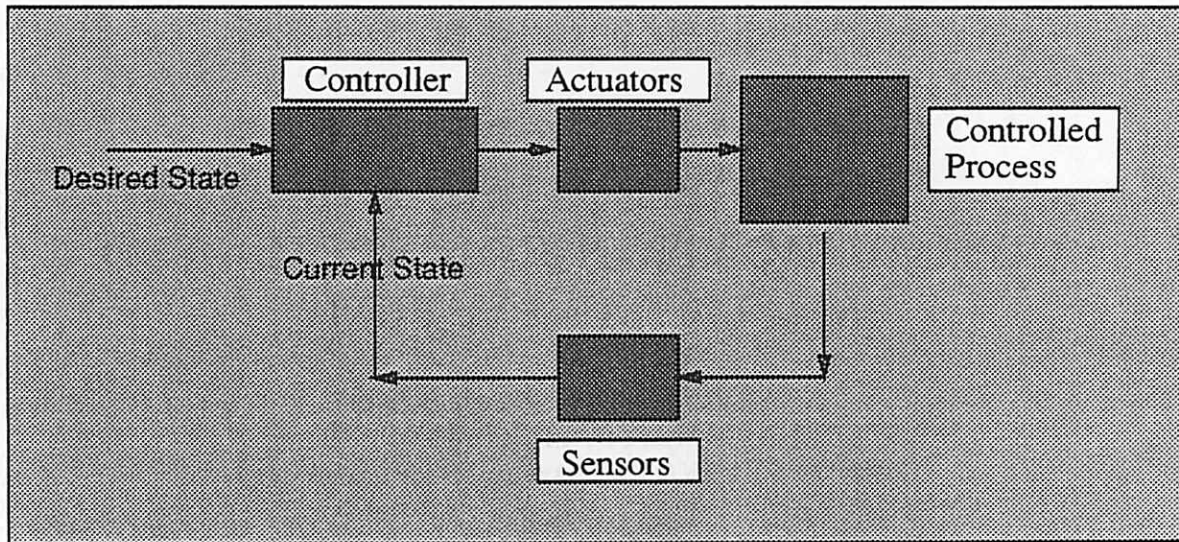 Controller
Actuators
Controlled
Process
Desired State
Current State
Sensors